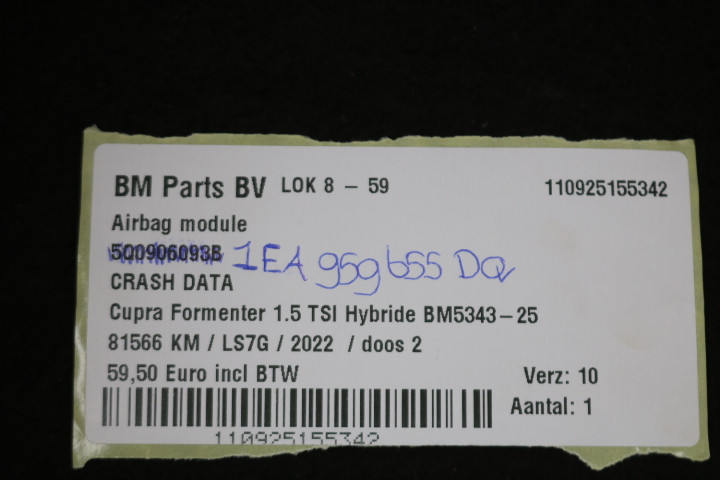 BM Parts BV LOK 8 - 59 110925155342
Airbag module
5Q0906093B 1EA 959 655 DQ
CRASH DATA
Cupra Formenter 1.5 TSI Hybride BM5343-25
81566 KM / LS7G / 2022 / doos 2
59,50 Euro incl BTW Verz: 10
Aantal: 1
110925155342